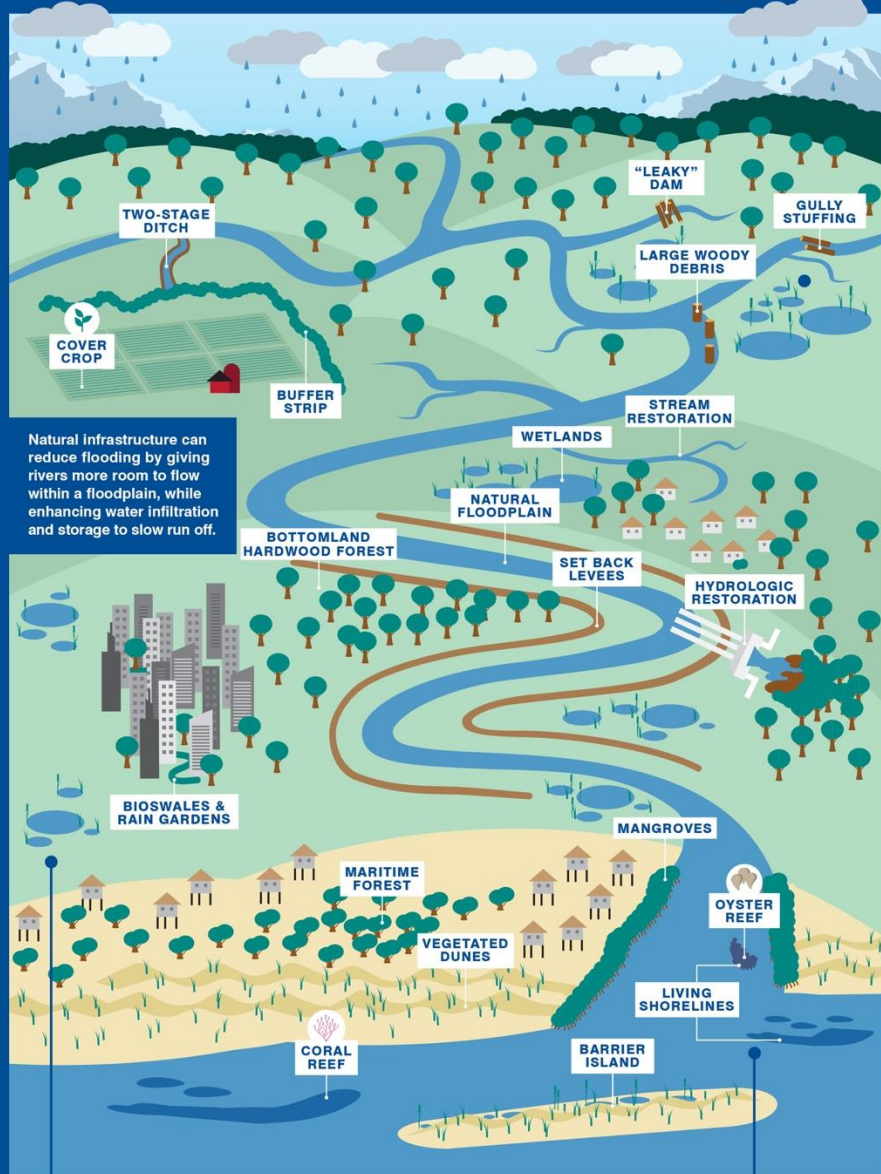 "LEAKY"
DAM
TWO-STAGE
DITCH
GULLY
STUFFING
LARGE WOODY
DEBRIS
COVER
CROP
BUFFER
STRIP
STREAM
RESTORATION
Natural infrastructure can
reduce flooding by giving
rivers more room to flow
within a floodplain, while
enhancing water infiltration
and storage to slow run off.
WETLANDS
NATURAL
FLOODPLAIN
BOTTOMLAND
HARDWOOD FOREST
SET BACK
LEVEES
HYDROLOGIC
RESTORATION
BIOSWALES &
RAIN GARDENS
MANGROVES
MARITIME
FOREST
OYSTER
REEF
VEGETATED
DUNES
LIVING
SHORELINES
CORAL
REEF
BARRIER
ISLAND